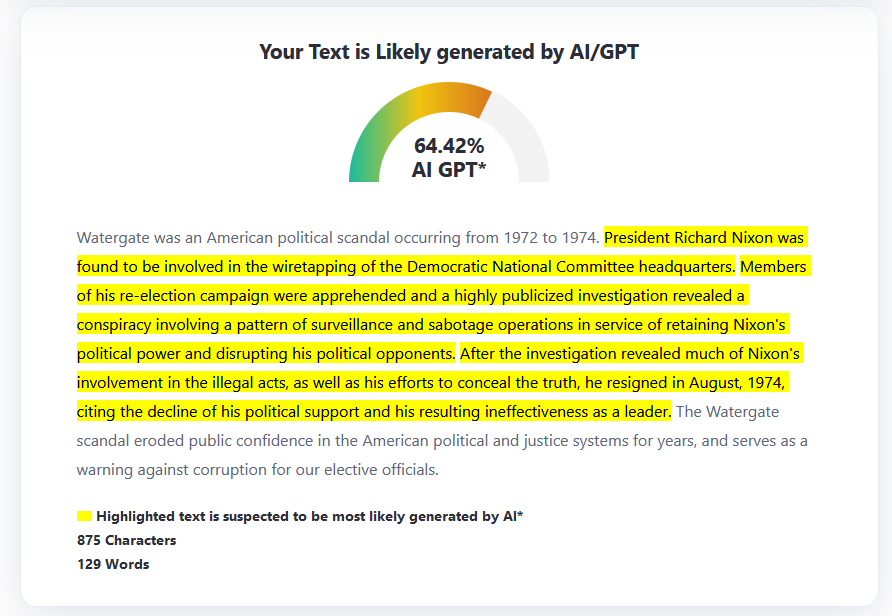 Your Text is Likely generated by AI/GPT
64.42%
AI GPT*
Watergate was an American political scandal occurring from 1972 to 1974. President Richard Nixon was
found to be involved in the wiretapping of the Democratic National Committee headquarters. Members
of his re-election campaign were apprehended and a highly publicized investigation revealed a
conspiracy involving a pattern of surveillance and sabotage operations in service of retaining Nixon's
political power and disrupting his political opponents. After the investigation revealed much of Nixon's
involvement in the illegal acts, as well as his efforts to conceal the truth, he resigned in August, 1974,
citing the decline of his political support and his resulting ineffectiveness as a leader. The Watergate
scandal eroded public confidence in the American political and justice systems for years, and serves as a
warning against corruption for our elective officials.
Highlighted text is suspected to be most likely generated by AI*
875 Characters
129 Words